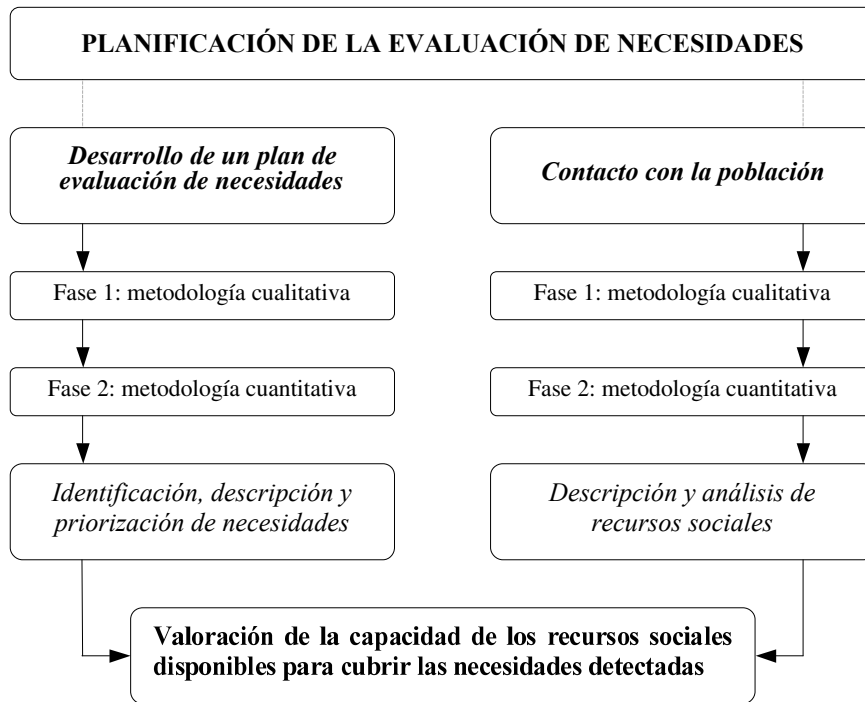 PLANIFICACIÓN DE LA EVALUACIÓN DE NECESIDADES
Desarrollo de un plan de
evaluación de necesidades
Contacto con la población
Fase 1: metodología cualitativa
Fase 1: metodología cualitativa
Fase 2: metodología cuantitativa
Fase 2: metodología cuantitativa
Identificación, descripción y
priorización de necesidades
Descripción y análisis de
recursos sociales
Valoración de la capacidad de los recursos sociales
disponibles para cubrir las necesidades detectadas